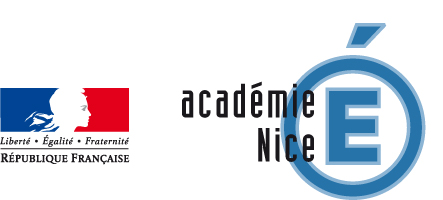 Liberté • Égalité • Fraternité
RÉPUBLIQUE FRANÇAISE
académie
Nice
É